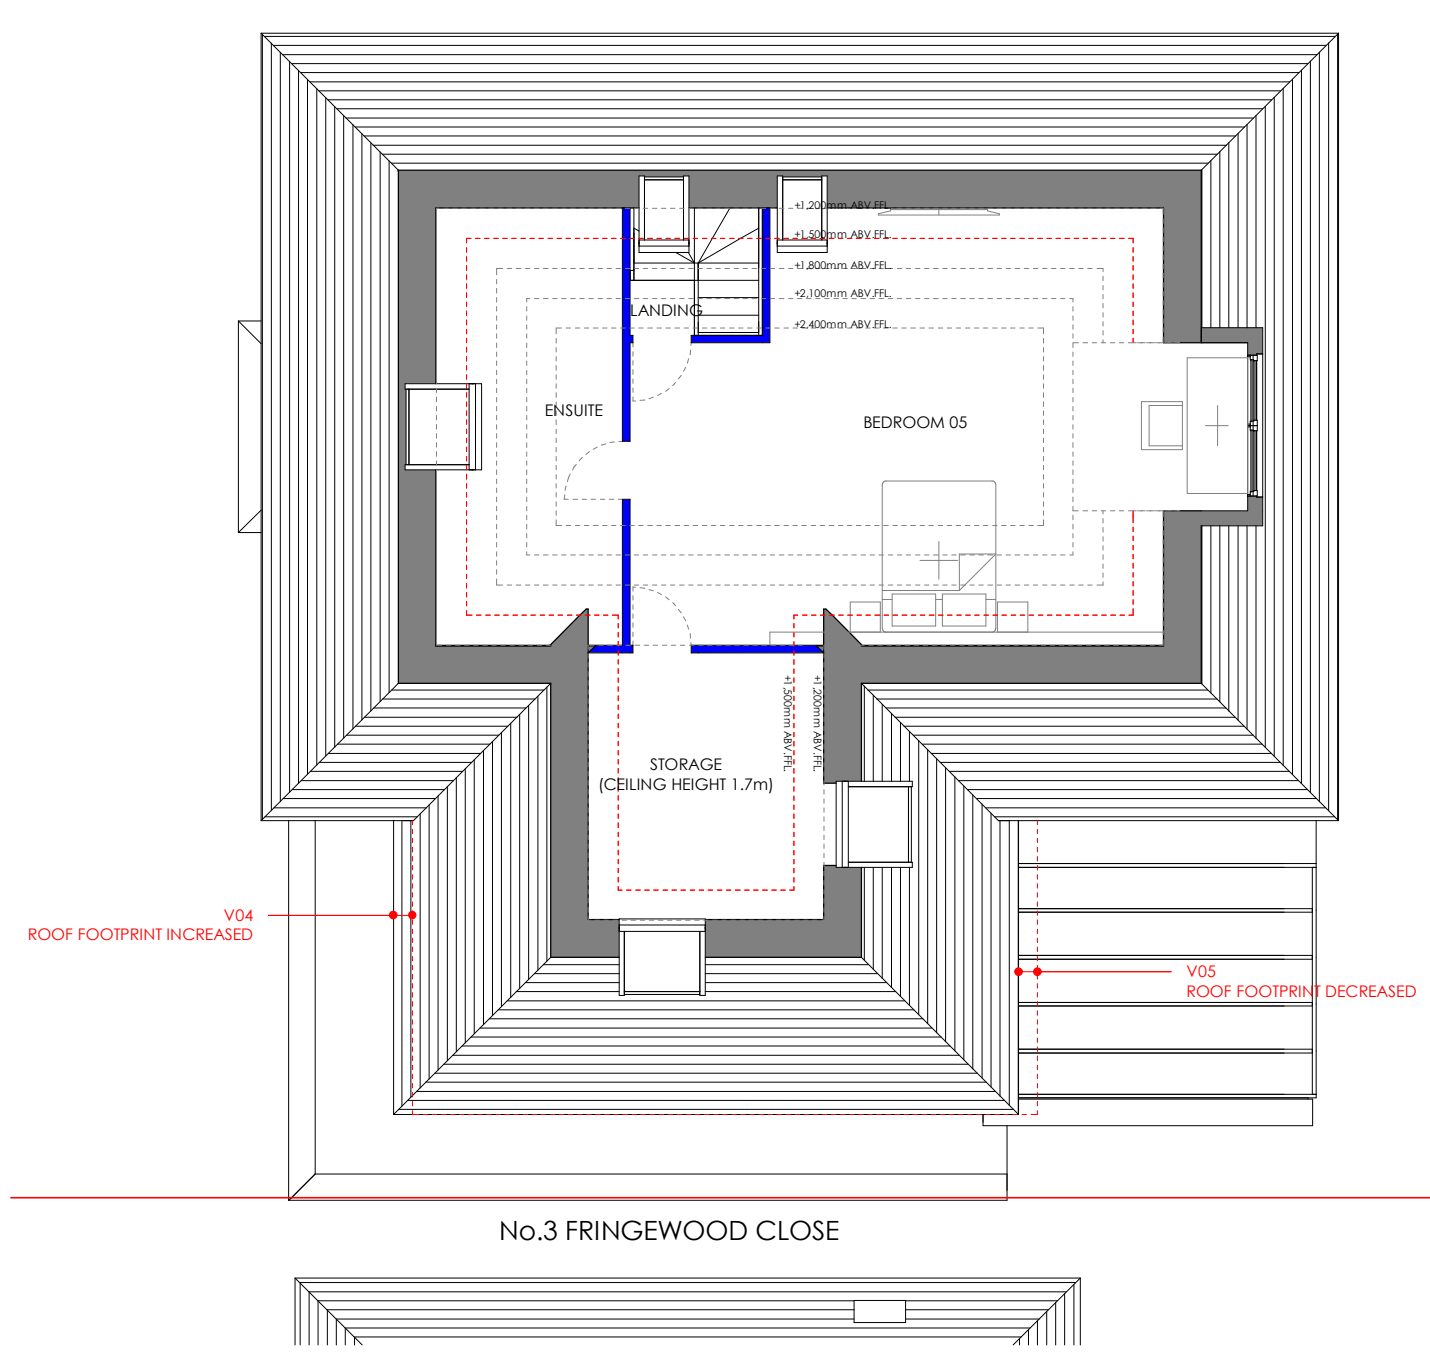 +1,200mm ABV.FFL.
+1,500mm ABV.FFL.
+1,800mm ABV.FFL.
+2,100mm ABV.FFL.
LANDING
+2,400mm ABV.FFL.
ENSUITE
BEDROOM 05
+1,500mm ABV.FFL.
+1,200mm ABV.FFL.
STORAGE
(CEILING HEIGHT 1.7m)
V04
ROOF FOOTPRINT INCREASED
V05
ROOF FOOTPRINT DECREASED
No.3 FRINGEWOOD CLOSE